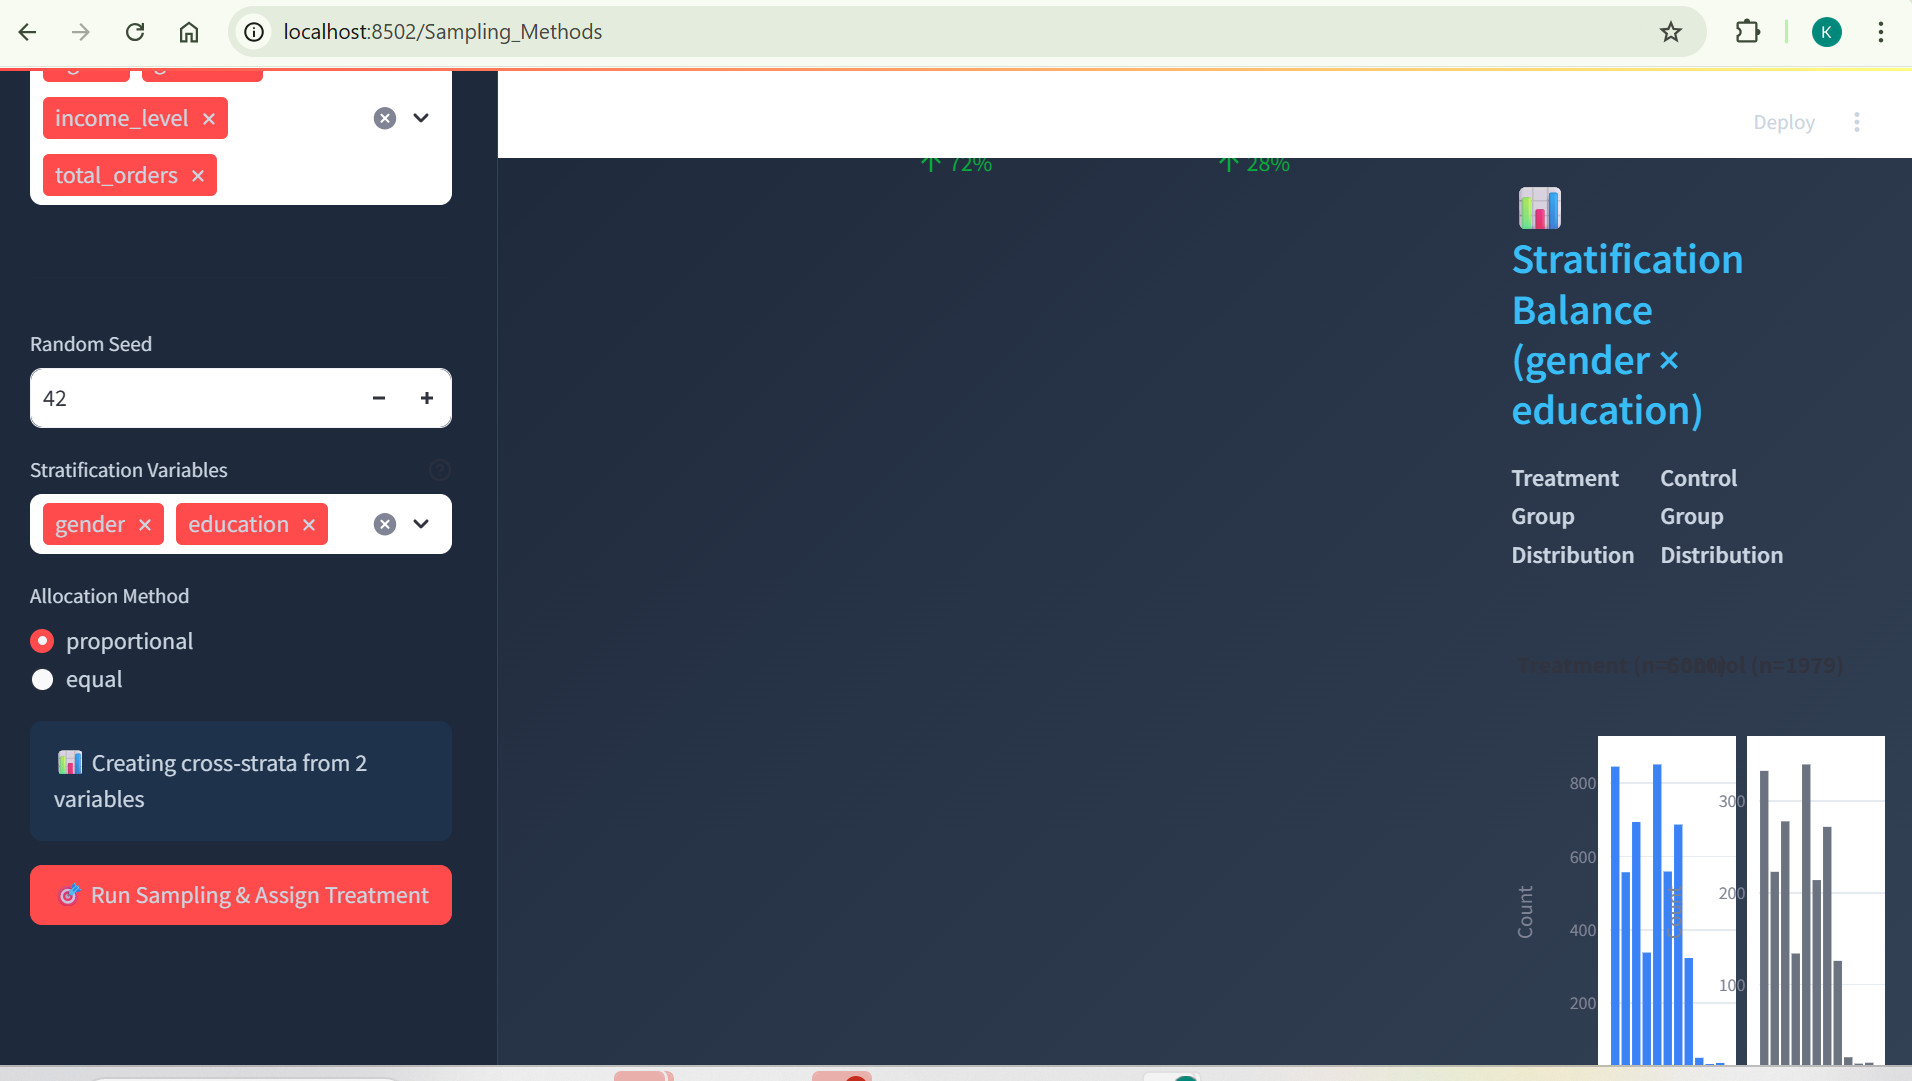 localhost:8502/Sampling_Methods
K
income_level
total_orders
Random Seed
42
Stratification Variables
gender
education
Allocation Method
proportional
equal
Creating cross-strata from 2
variables
Run Sampling & Assign Treatment
Deploy
72%
28%
Stratification
Balance
(gender ×
education)
Treatment
Group
Distribution
Control
Group
Distribution
Treatment (n=
(n=1979)
Count
800
600
400
200
Count
300
200
100